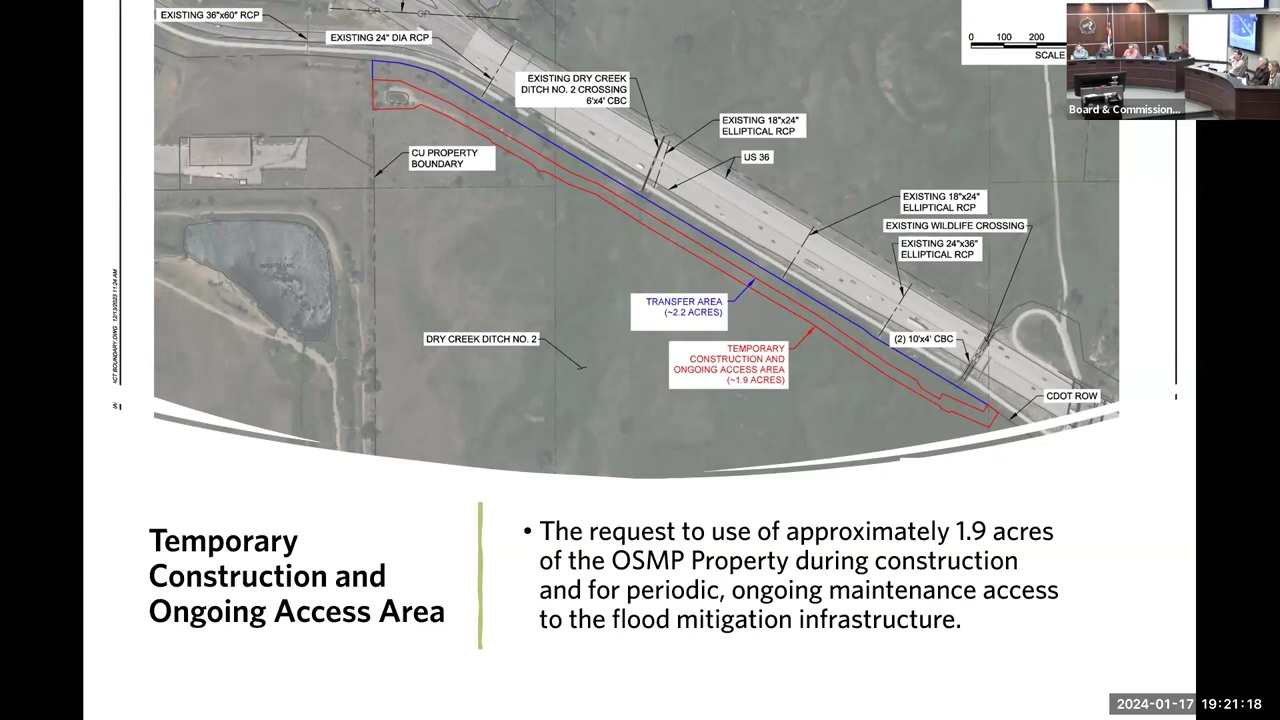 EXISTING 36"x60" RCP
EXISTING 24" DIA RCP
EXISTING DRY CREEK
DITCH NO. 2 CROSSING
6'x4' CBC
EXISTING 18"x24"
ELLIPTICAL RCP
US 36
0 100 200
SCALE
Board & Commission...
CU PROPERTY
BOUNDARY
EXISTING 18"x24"
ELLIPTICAL RCP
EXISTING WILDLIFE CROSSING
EXISTING 24"x36"
ELLIPTICAL RCP
TRANSFER AREA
(~2.2 ACRES)
DRY CREEK DITCH NO. 2
TEMPORARY
CONSTRUCTION AND
ONGOING ACCESS AREA
(~1.9 ACRES)
(2) 10'x4' CBC
CDOT ROW
Temporary
Construction and
Ongoing Access Area
• The request to use of approximately 1.9 acres
of the OSMP Property during construction
and for periodic, ongoing maintenance access
to the flood mitigation infrastructure.
2024-01-17 19:21:18